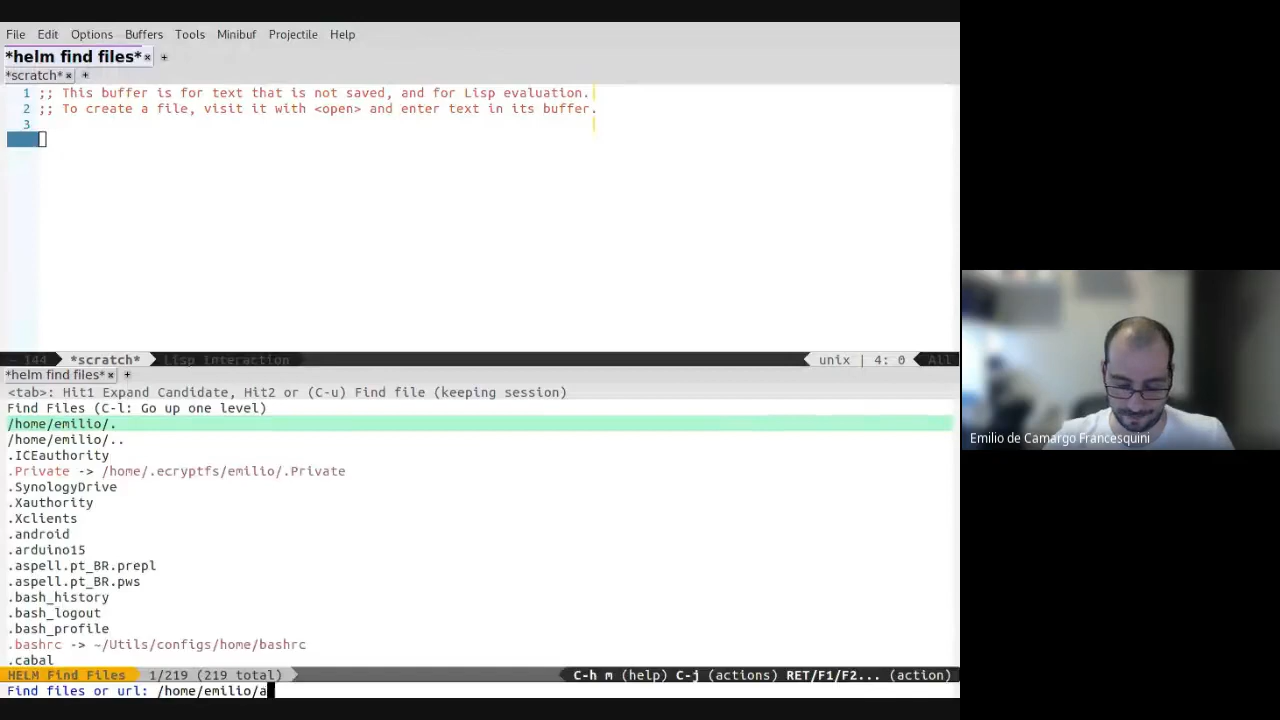 File Edit Options Buffers Tools Minibuf Projectile Help
*helm find files*× +
*scratch*× +
1 ;; This buffer is for text that is not saved, and for Lisp evaluation.
2 ;; To create a file, visit it with <open> and enter text in its buffer.
3
- 144 *scratch* Lisp Interaction unix | 4: 0 All
*helm find files*× +
<tab>: Hit1 Expand Candidate, Hit2 or (C-u) Find file (keeping session)
Find Files (C-l: Go up one level)
/home/emilio/.
/home/emilio/..
.ICEauthority
.Private -> /home/.ecryptfs/emilio/.Private
.SynologyDrive
.Xauthority
.Xclients
.android
.arduino15
.aspell.pt_BR.prepl
.aspell.pt_BR.pws
.bash_history
.bash_logout
.bash_profile
.bashrc -> ~/Utils/configs/home/bashrc
.cabal
HELM Find Files 1/219 (219 total) C-h m (help) C-j (actions) RET/F1/F2... (action)
Find files or url: /home/emilio/a
Emilio de Camargo Francesquini